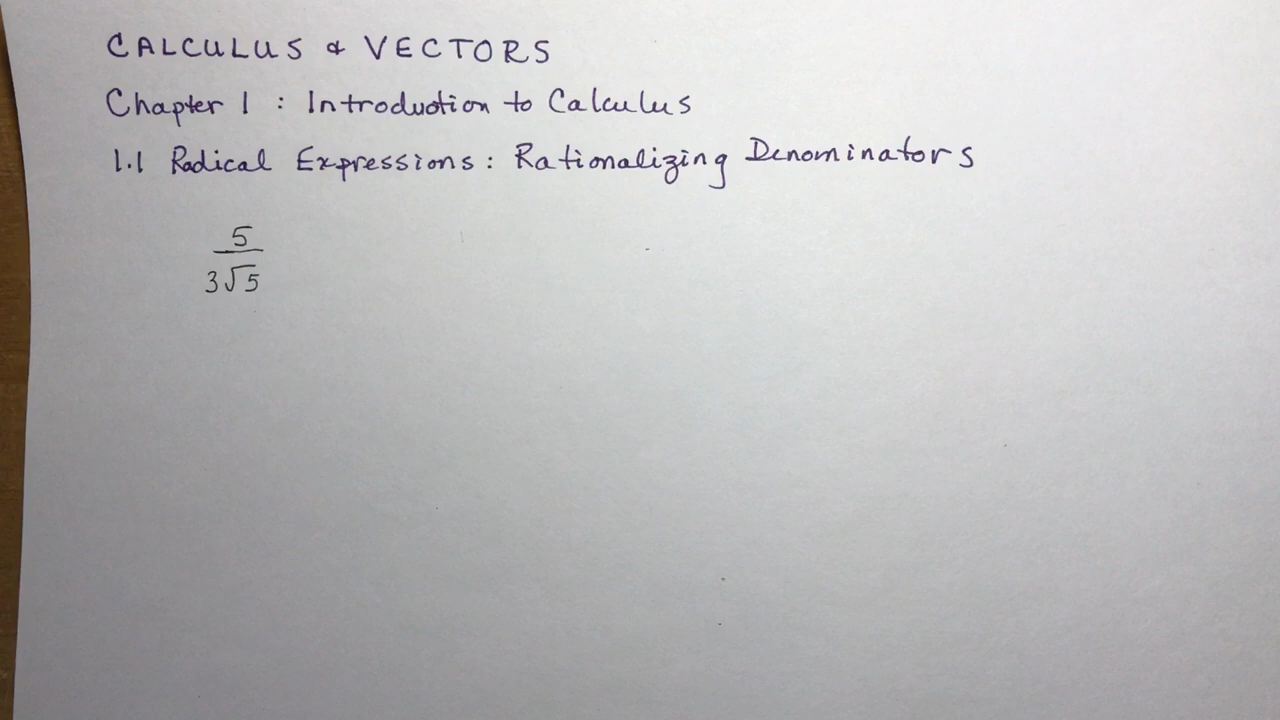 CALCULUS & VECTORS
Chapter 1 : Introduction to Calculus
1.1 Radical Expressions: Rationalizing Denominators
5
3√5